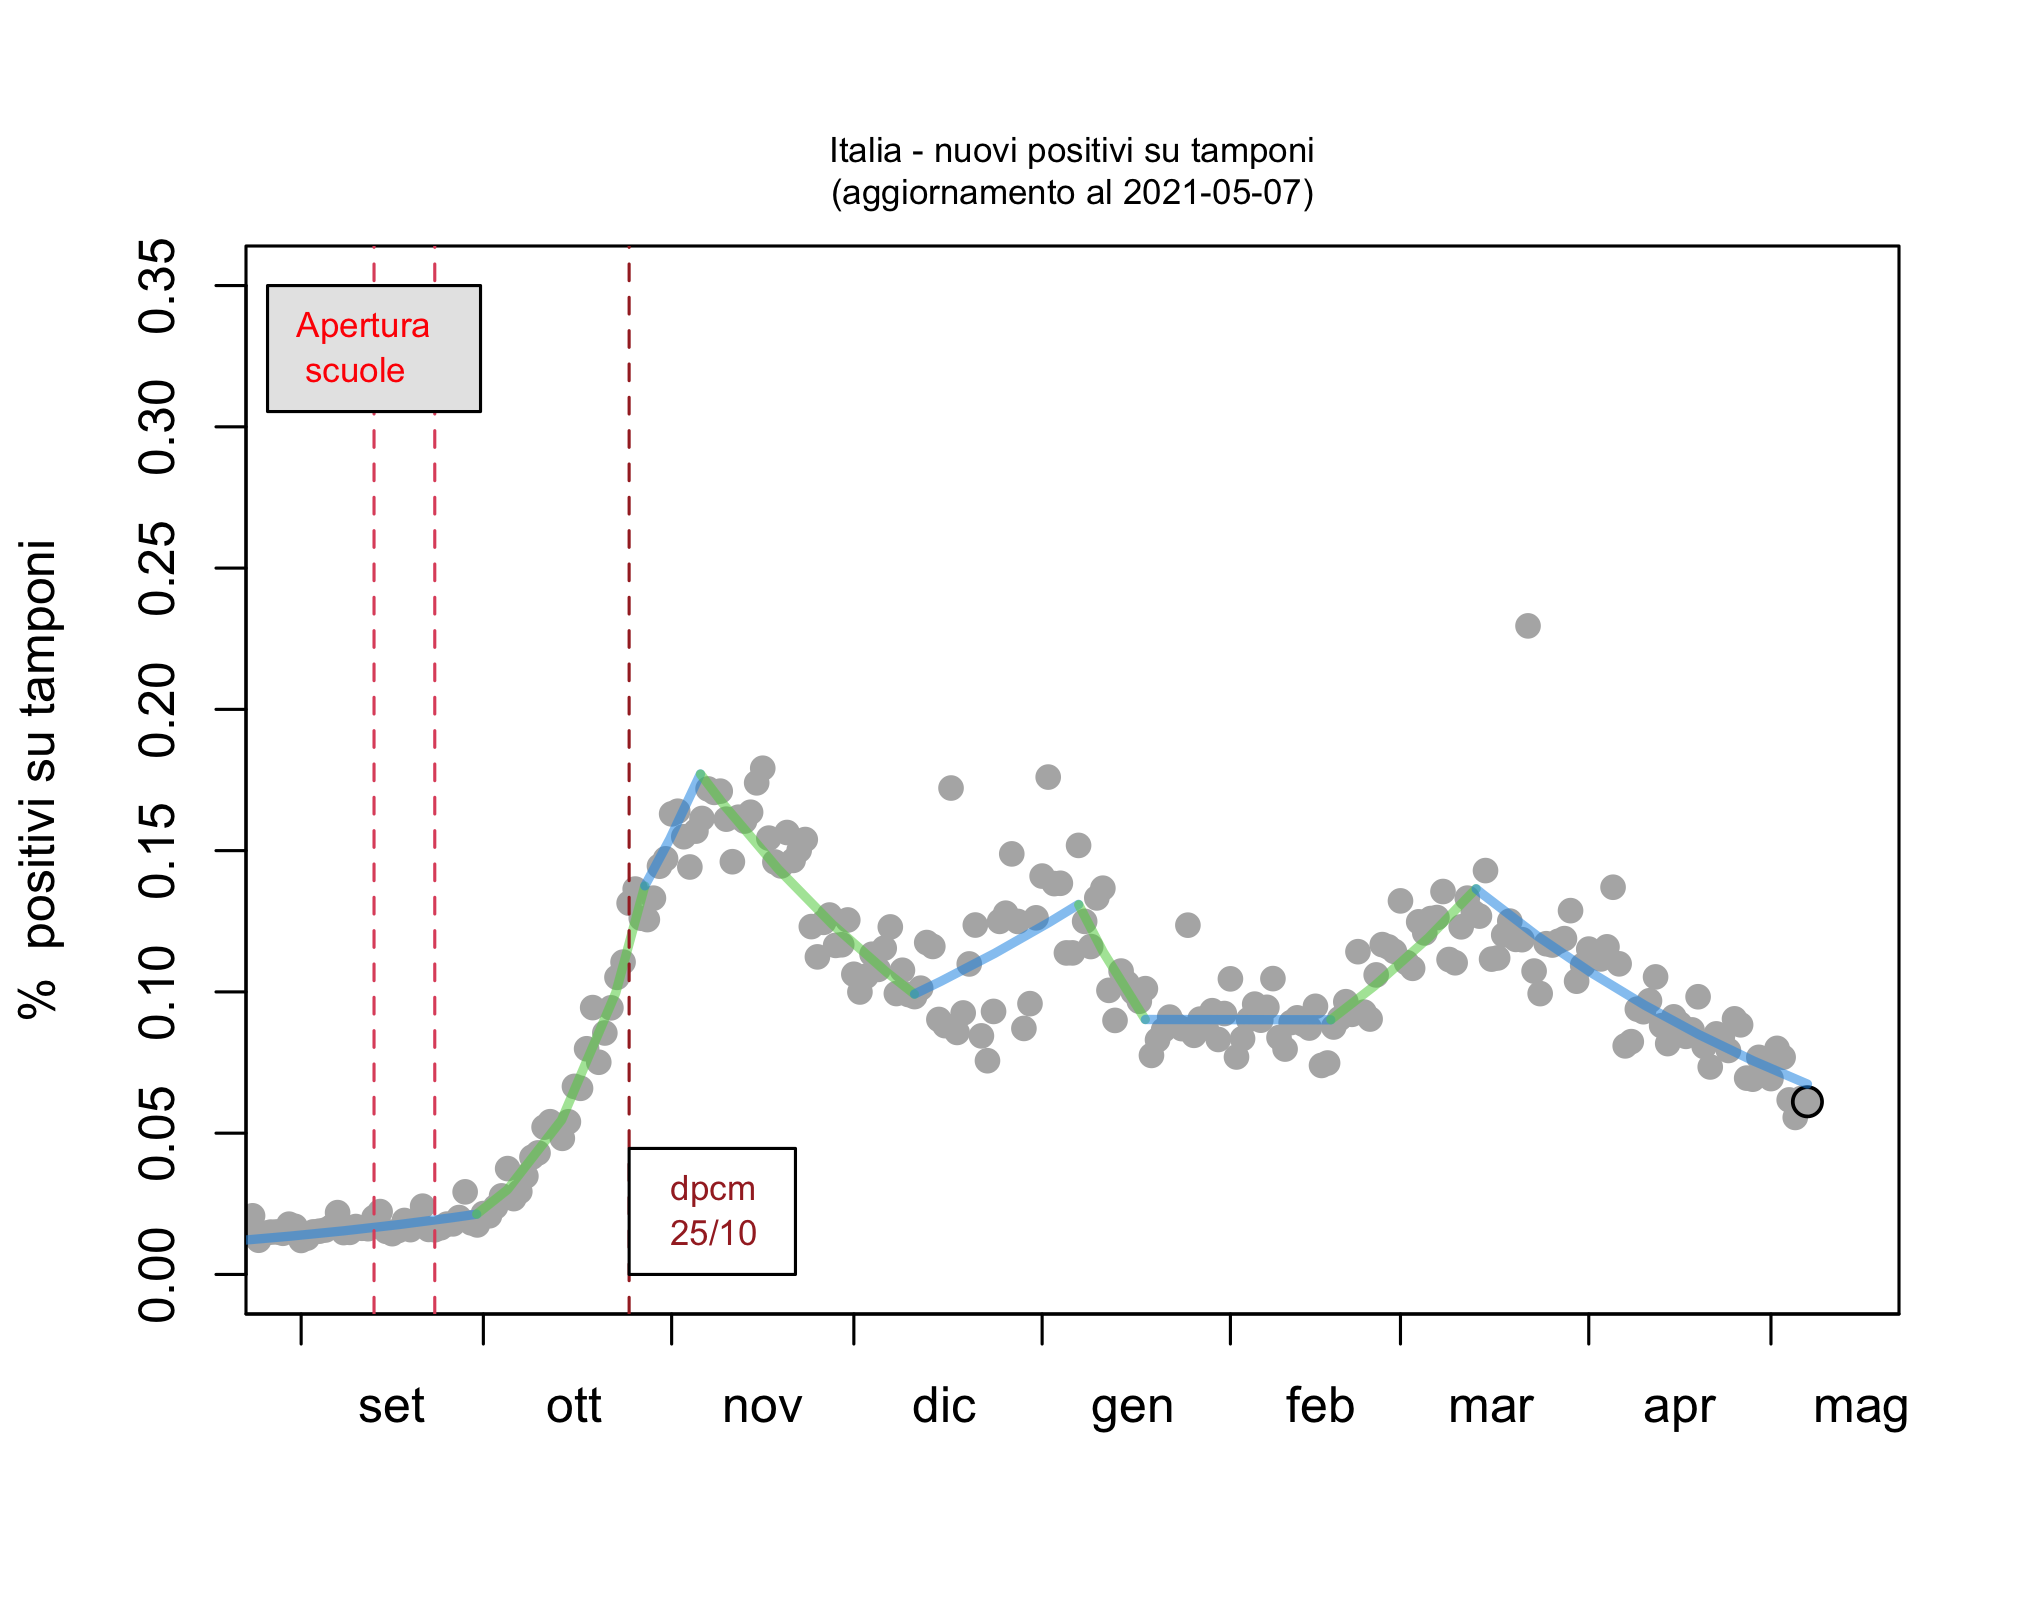 Italia - nuovi positivi su tamponi
(aggiornamento al 2021-05-07)
% positivi su tamponi
0.35
0.30
0.25
0.20
0.15
0.10
0.05
0.00
Apertura
scuole
dpcm
25/10
set ott nov dic gen feb mar apr mag